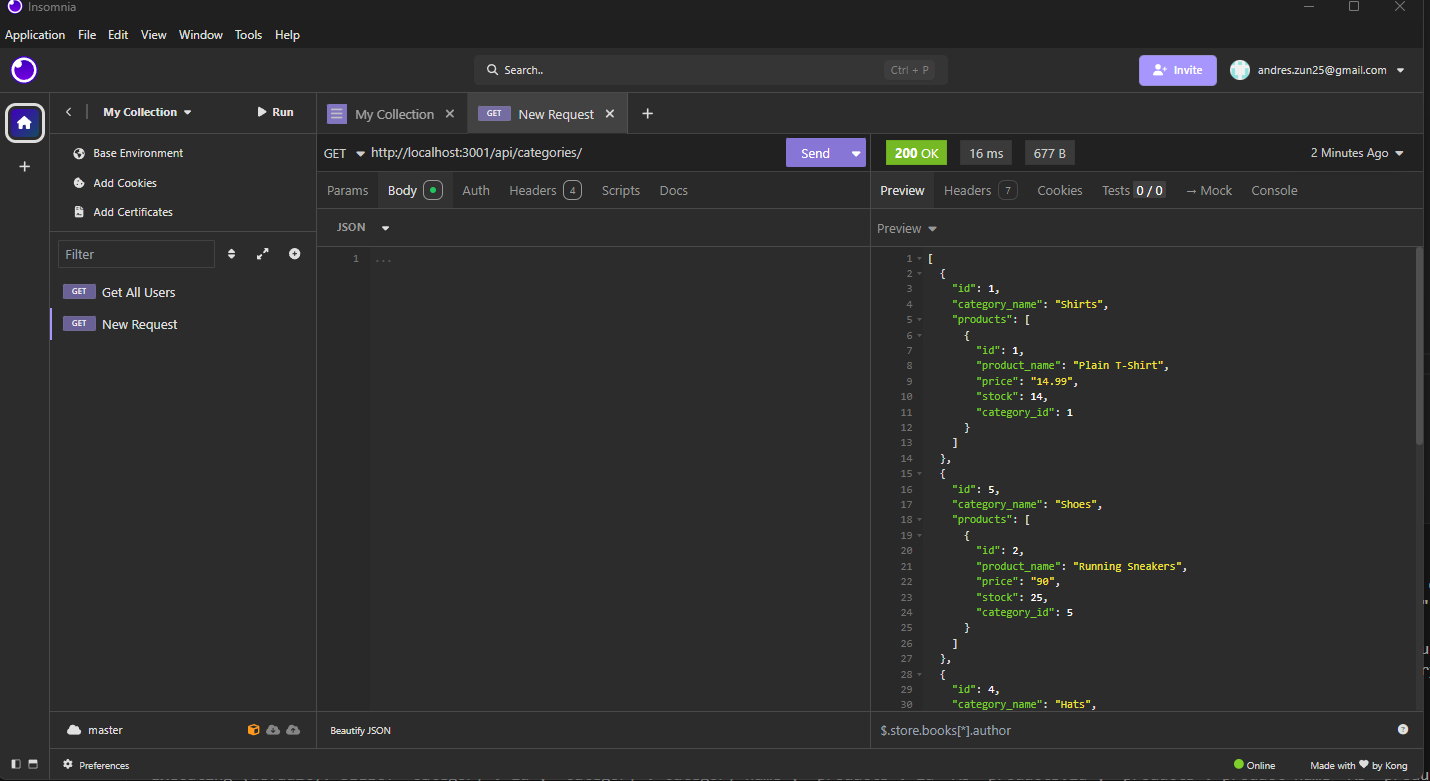 Insomnia
Application File Edit View Window Tools Help
Search.. Ctrl + P
Invite
andres.zun25@gmail.com
My Collection
Run
My Collection
GET New Request
Base Environment
Add Cookies
Add Certificates
Filter
GET Get All Users
GET New Request
GET http://localhost:3001/api/categories/
Send
200 OK 16 ms 677 B
2 Minutes Ago
Params Body Auth Headers 4 Scripts Docs
Preview Headers 7 Cookies Tests 0 / 0 → Mock Console
JSON
Preview
1 ...
1 [
2 {
3 "id": 1,
4 "category_name": "Shirts",
5 "products": [
6 {
7 "id": 1,
8 "product_name": "Plain T-Shirt",
9 "price": "14.99",
10 "stock": 14,
11 "category_id": 1
12 }
13 ]
14 },
15 {
16 "id": 5,
17 "category_name": "Shoes",
18 "products": [
19 {
20 "id": 2,
21 "product_name": "Running Sneakers",
22 "price": "90",
23 "stock": 25,
24 "category_id": 5
25 }
26 ]
27 },
28 {
29 "id": 4,
30 "category_name": "Hats",
master
Beautify JSON
$.store.books[*].author
Preferences
Online
Made with ❤ by Kong